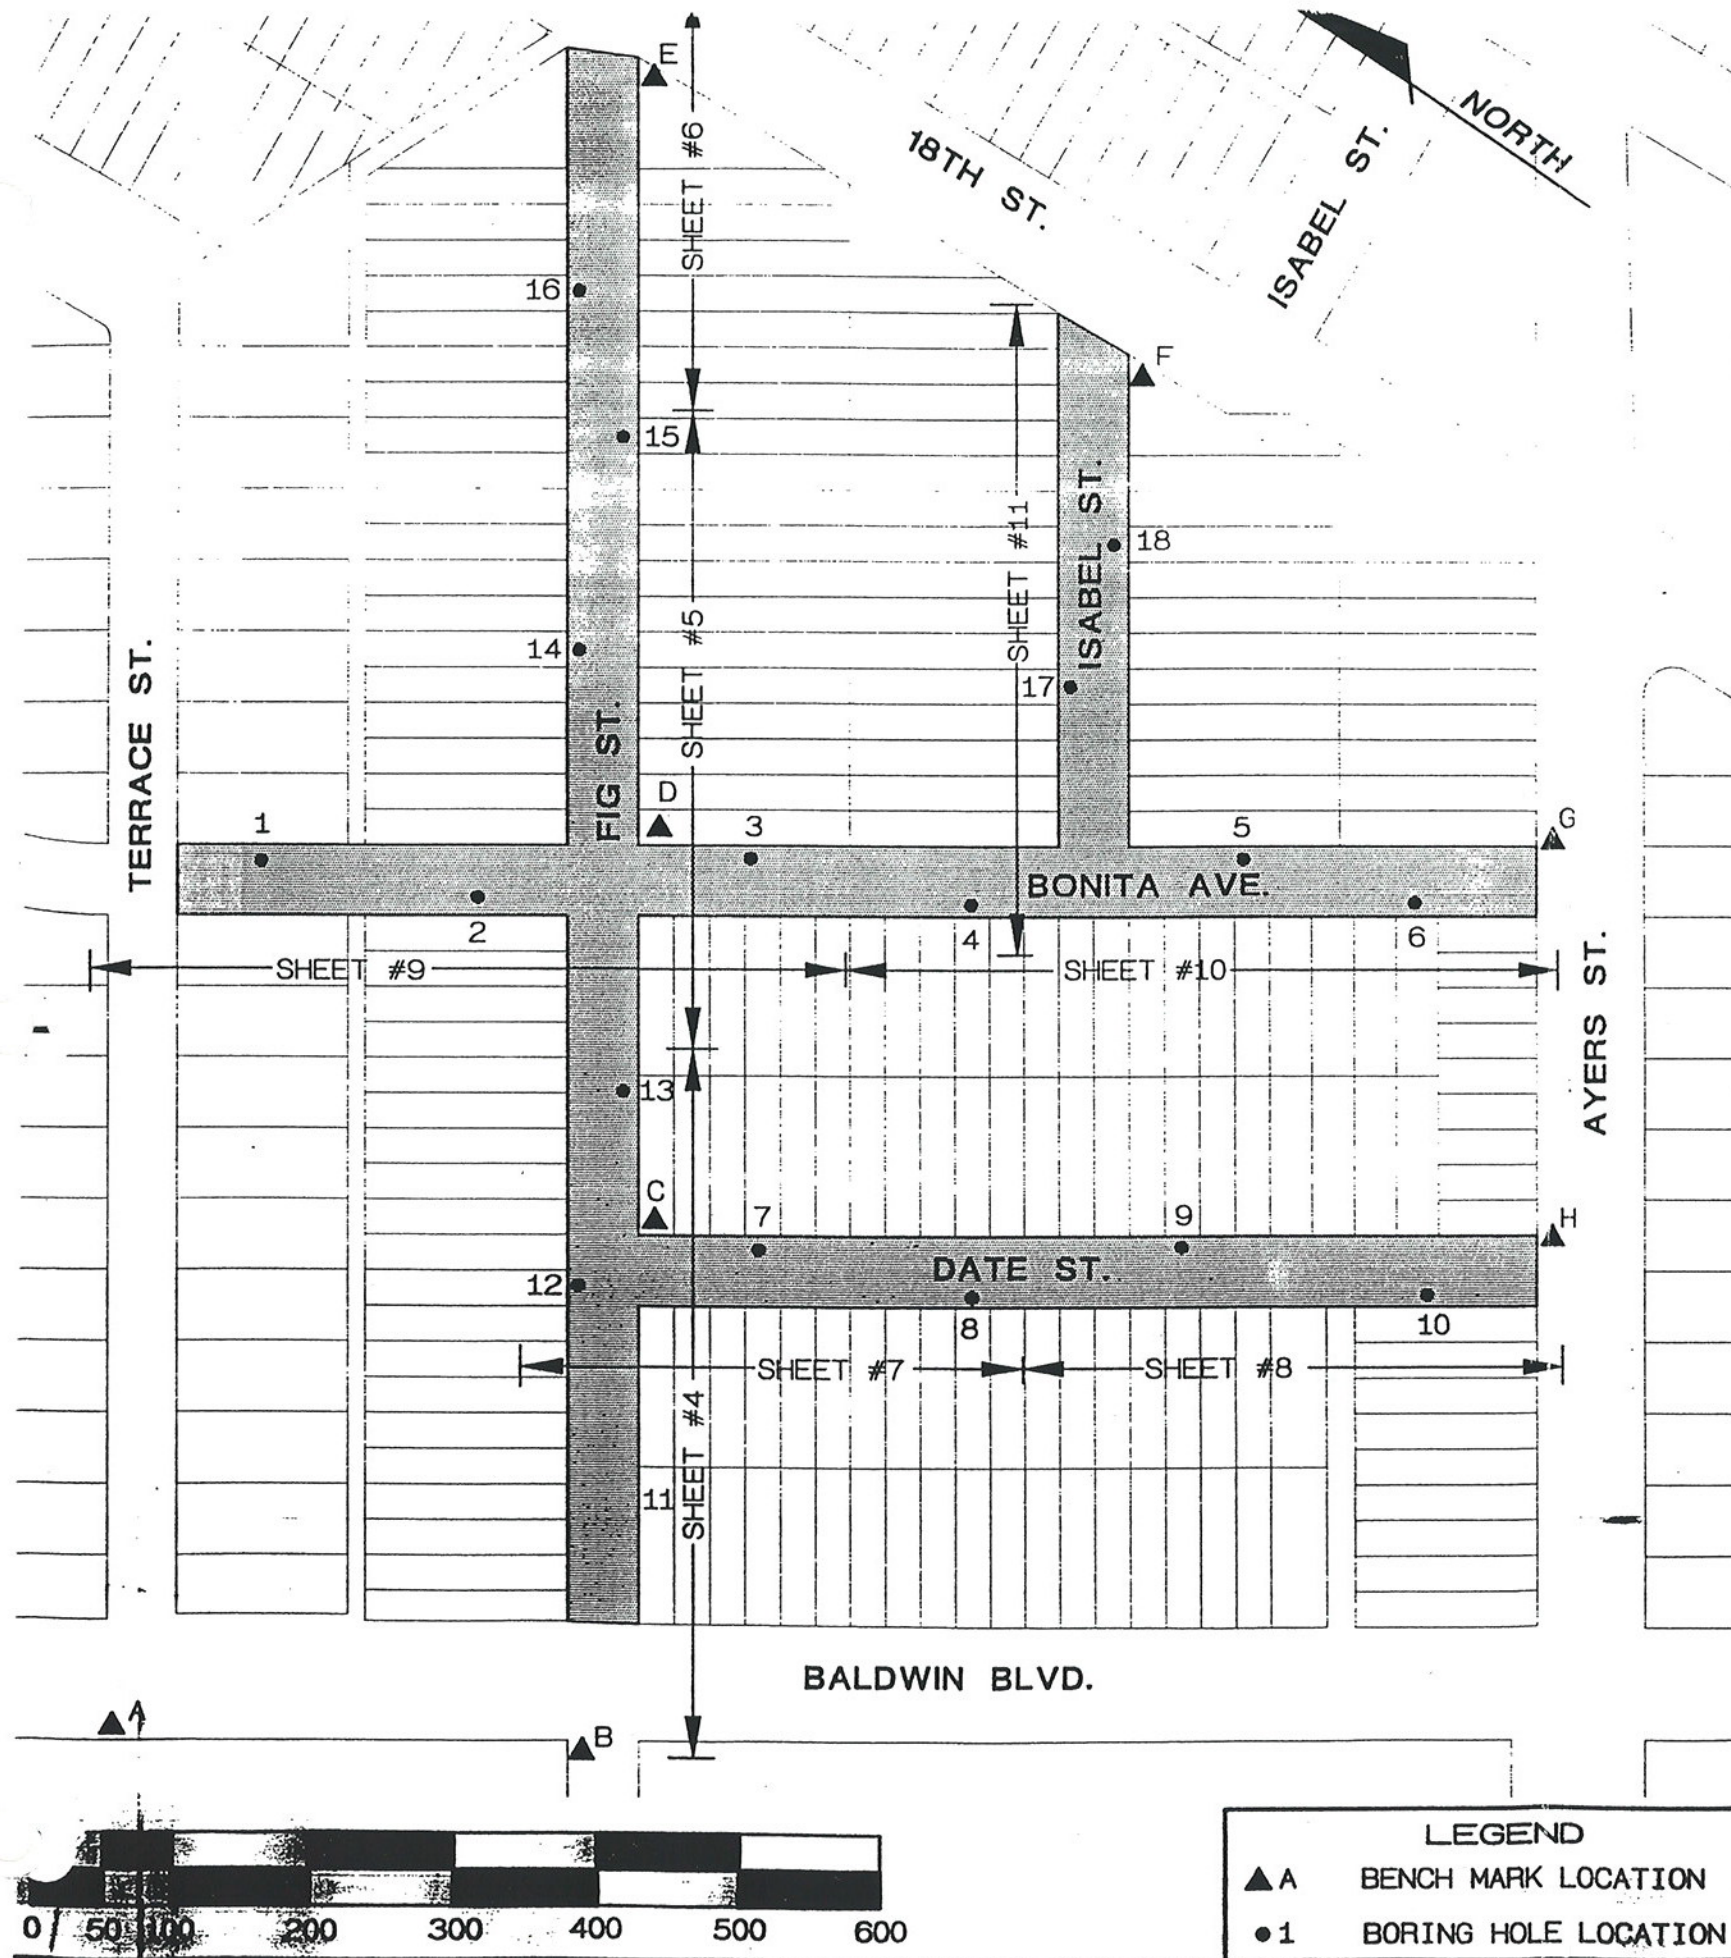 E
SHEET #6
18TH ST.
NORTH
ISABEL ST.
16
F
15
SHEET #11
ISABEL ST.
18
14
SHEET #5
17
TERRACE ST.
FIG ST.
D
1
3
5
G
BONITA AVE.
2
4
6
SHEET #9
SHEET #10
AYERS ST.
13
C
7
9
H
DATE ST.
12
8
10
SHEET #7
SHEET #8
SHEET #4
11
BALDWIN BLVD.
A
B
0 50 100 200 300 400 500 600
LEGEND
A BENCH MARK LOCATION
1 BORING HOLE LOCATION